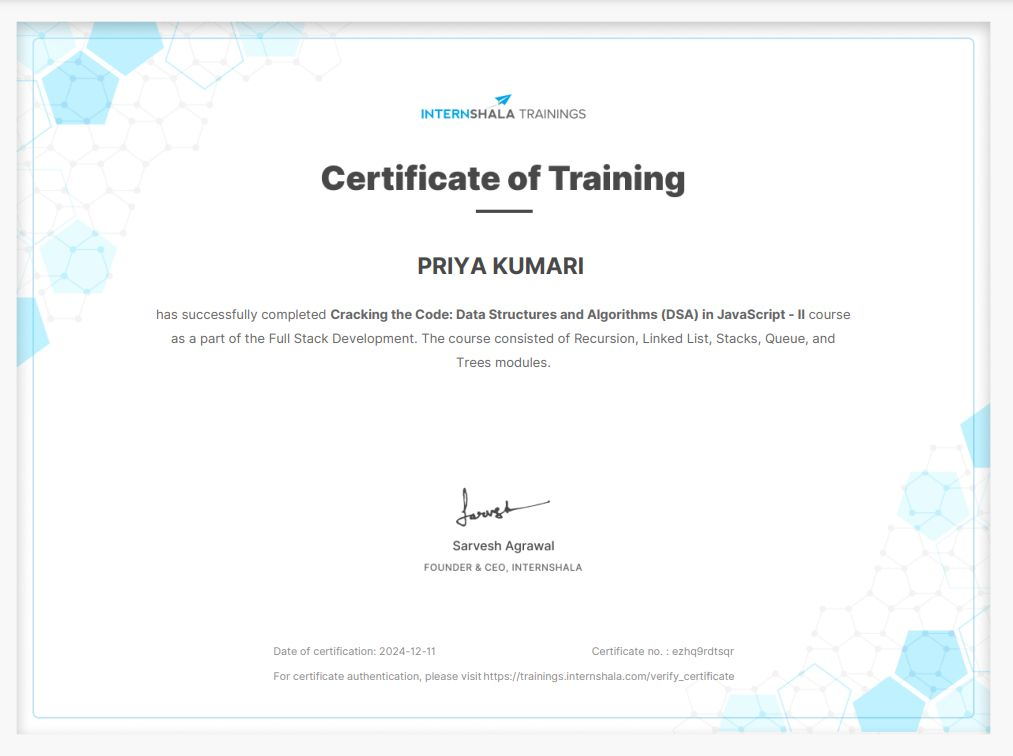 INTERNSHALA TRAININGS
Certificate of Training
PRIYA KUMARI
has successfully completed Cracking the Code: Data Structures and Algorithms (DSA) in JavaScript - II course
as a part of the Full Stack Development. The course consisted of Recursion, Linked List, Stacks, Queue, and
Trees modules.
Sarvesh
Sarvesh Agrawal
FOUNDER & CEO, INTERNSHALA
Date of certification: 2024-12-11 Certificate no. : ezhq9rdtsqr
For certificate authentication, please visit https://trainings.internshala.com/verify_certificate